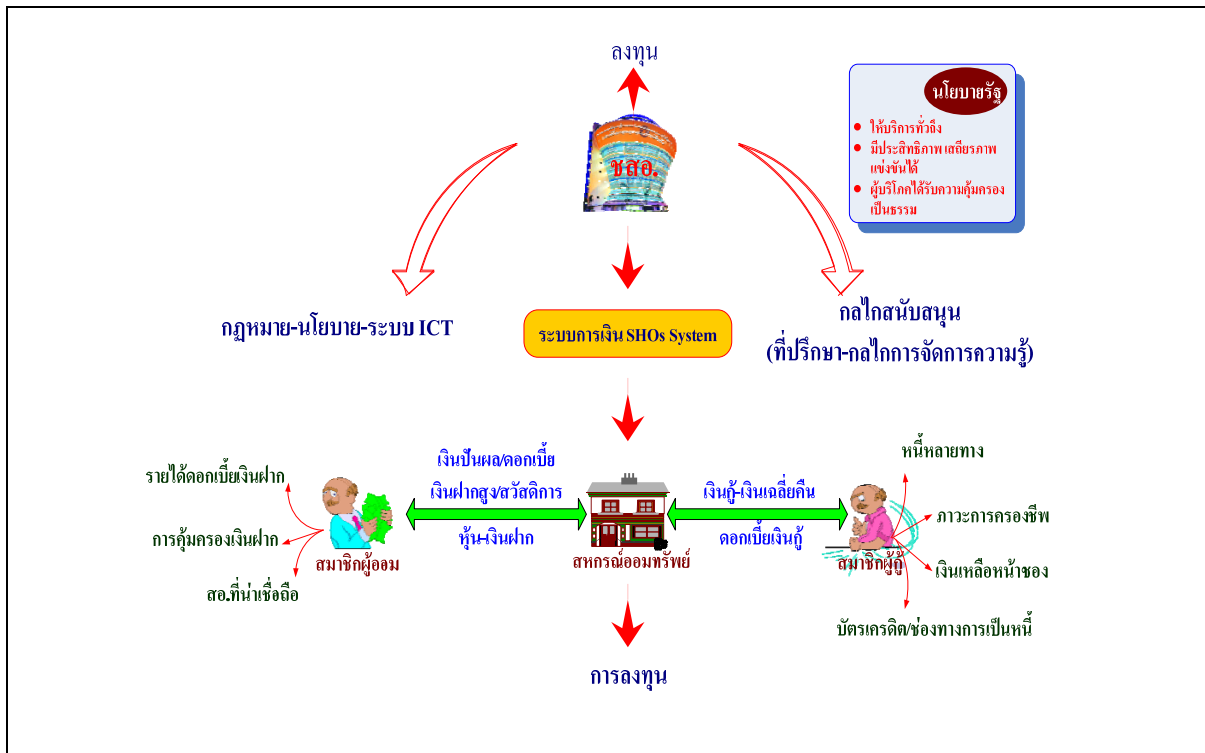 ลงทุน
นโยบายรัฐ
ให้บริการทั่วถึง
มีประสิทธิภาพ เสถียรภาพ
แข่งขันได้
ผู้บริโภคได้รับความคุ้มครอง
เป็นธรรม
ชสอ.
กฎหมาย-นโยบาย-ระบบ ICT
ระบบการเงิน SHOs System
กลไกสนับสนุน
(ที่ปรึกษา-กลไกการจัดการความรู้)
รายได้ดอกเบี้ยเงินฝาก
การคุ้มครองเงินฝาก
สอ.ที่น่าเชื่อถือ
สมาชิกผู้ออม
เงินปันผล/ดอกเบี้ย
เงินฝากสูง/สวัสดิการ
หุ้น-เงินฝาก
สหกรณ์ออมทรัพย์
เงินกู้-เงินเฉลี่ยคืน
ดอกเบี้ยเงินกู้
สมาชิกผู้กู้
หนี้หลายทาง
ภาวะการครองชีพ
เงินเหลือหน้าซอง
บัตรเครดิต/ช่องทางการเป็นหนี้
การลงทุน